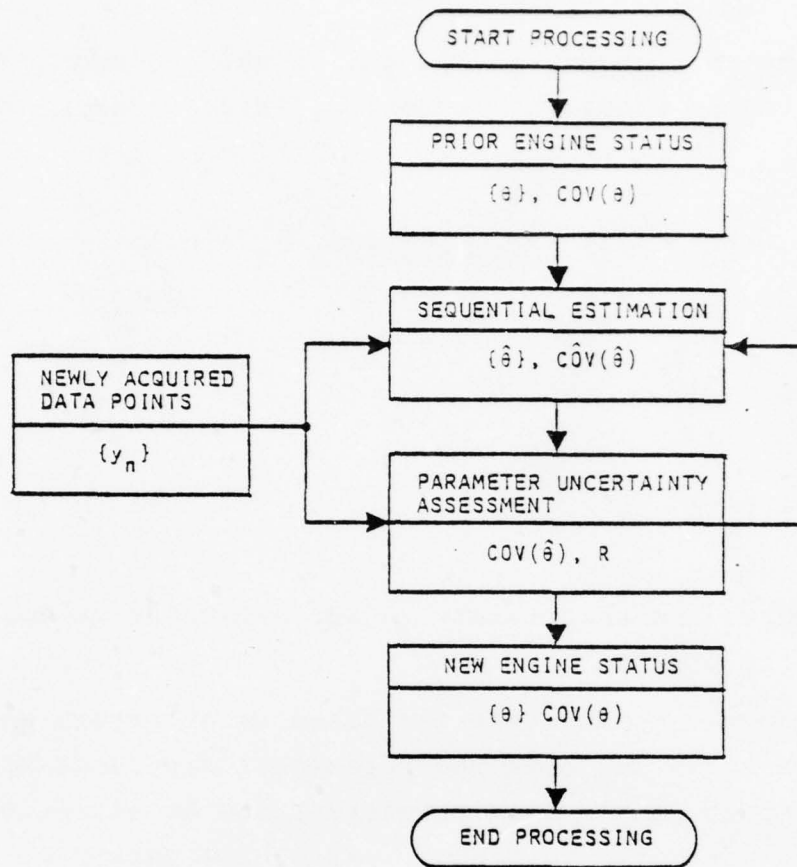 START PROCESSING
PRIOR ENGINE STATUS
{θ}, COV(θ)
SEQUENTIAL ESTIMATION
{θ̂}, CÔV(θ̂)
NEWLY ACQUIRED
DATA POINTS
{yₙ}
PARAMETER UNCERTAINTY
ASSESSMENT
COV(θ̂), R
NEW ENGINE STATUS
{θ} COV(θ)
END PROCESSING